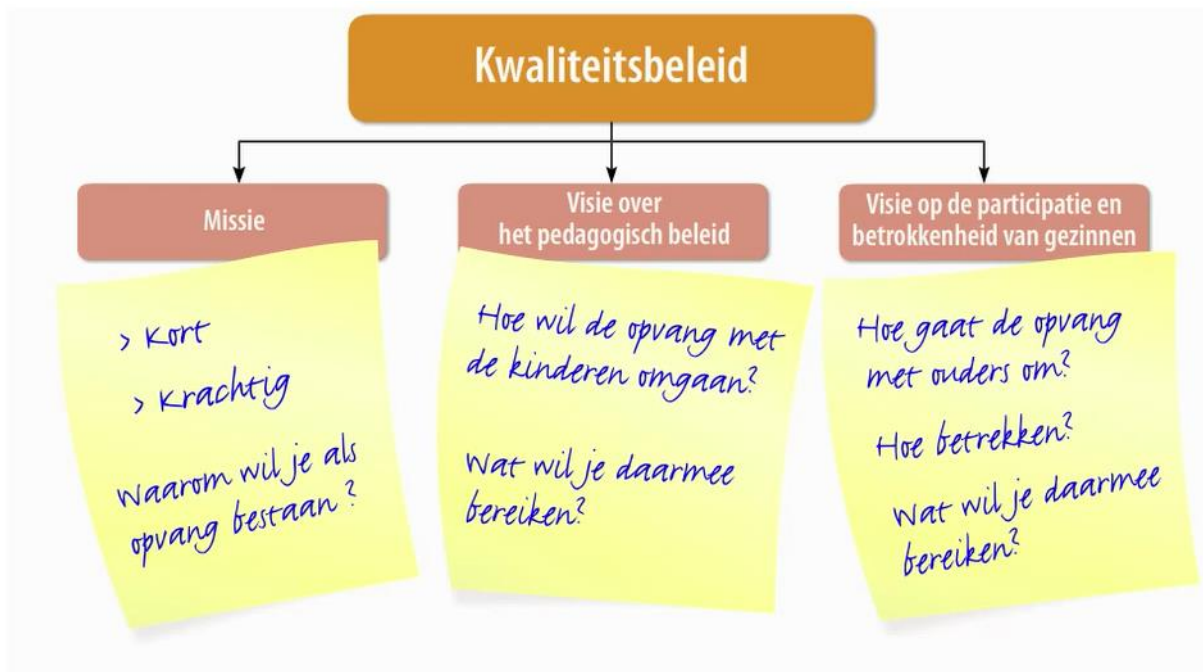 Kwaliteitsbeleid
Missie
> Kort
> Krachtig
Waarom wil je als
opvang bestaan?
Visie over
het pedagogisch beleid
Hoe wil de opvang met
de kinderen omgaan?
Wat wil je daarmee
bereiken?
Visie op de participatie en
betrokkenheid van gezinnen
Hoe gaat de opvang
met ouders om?
Hoe betrekken?
Wat wil je daarmee
bereiken?